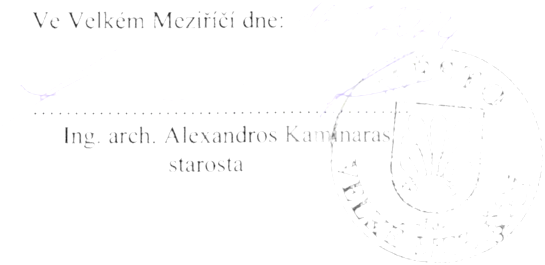 Ve Velkém Meziříčí dne:
Ing. arch. Alexandros Kaminaras
starosta